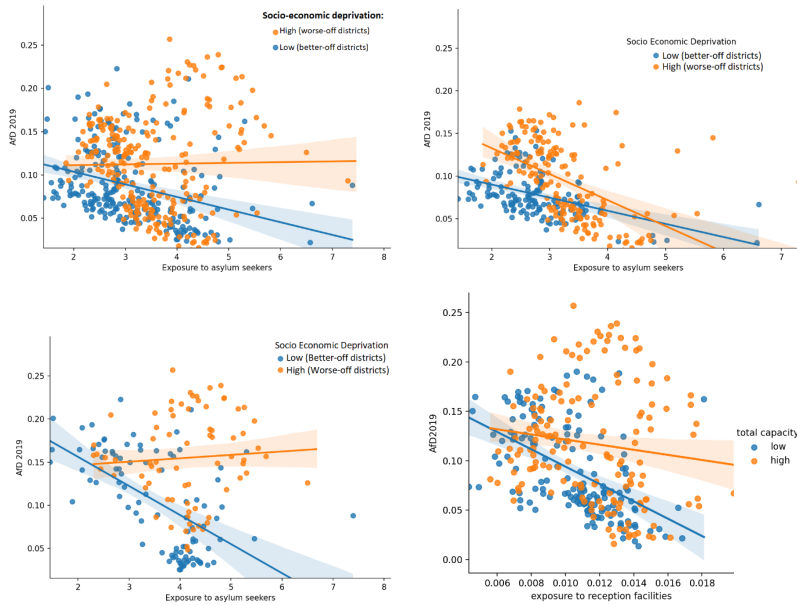 Socio-economic deprivation:
High (worse-off districts)
Low (better-off districts)
0.25
0.20
0.15
0.10
0.05
AfD 2019
2 3 4 5 6 7 8
Exposure to asylum seekers
Socio Economic Deprivation
Low (better-off districts)
High (worse-off districts)
0.25
0.20
0.15
0.10
0.05
AfD 2019
2 3 4 5 6 7
Exposure to asylum seekers
Socio Economic Deprivation
Low (Better-off districts)
High (Worse-off districts)
0.25
0.20
0.15
0.10
0.05
AfD 2019
2 3 4 5 6 7 8
Exposure to asylum seekers
0.25
0.20
0.15
0.10
0.05
0.00
AfD2019
total capacity
low
high
0.006 0.008 0.010 0.012 0.014 0.016 0.018
exposure to reception facilities